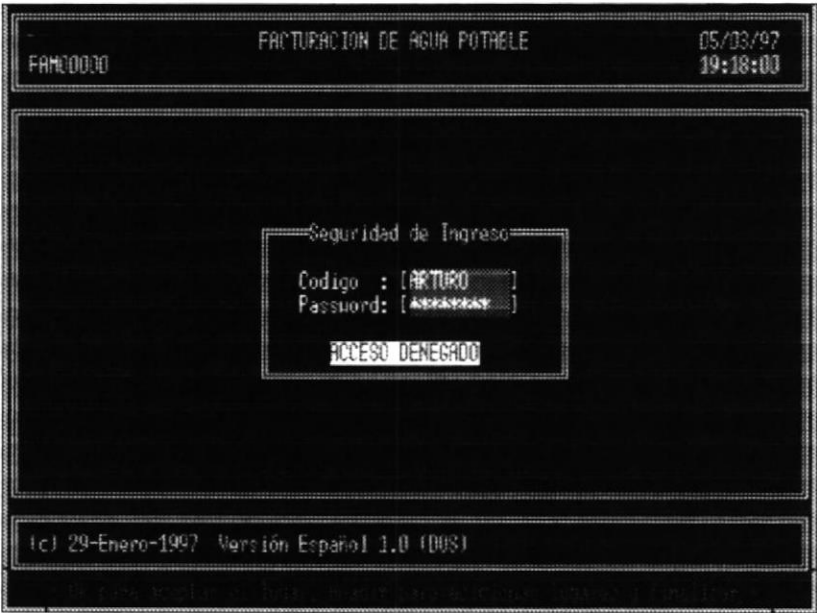 FACTURACION DE AGUA POTABLE 05/03/97
FAM00000 19:18:00
Seguridad de Ingreso
Codigo : [ARTURO ]
Password: [******** ]
ACCESO DENEGADO
(c) 29-Enero-1997 Versión Español 1.0 (DOS)